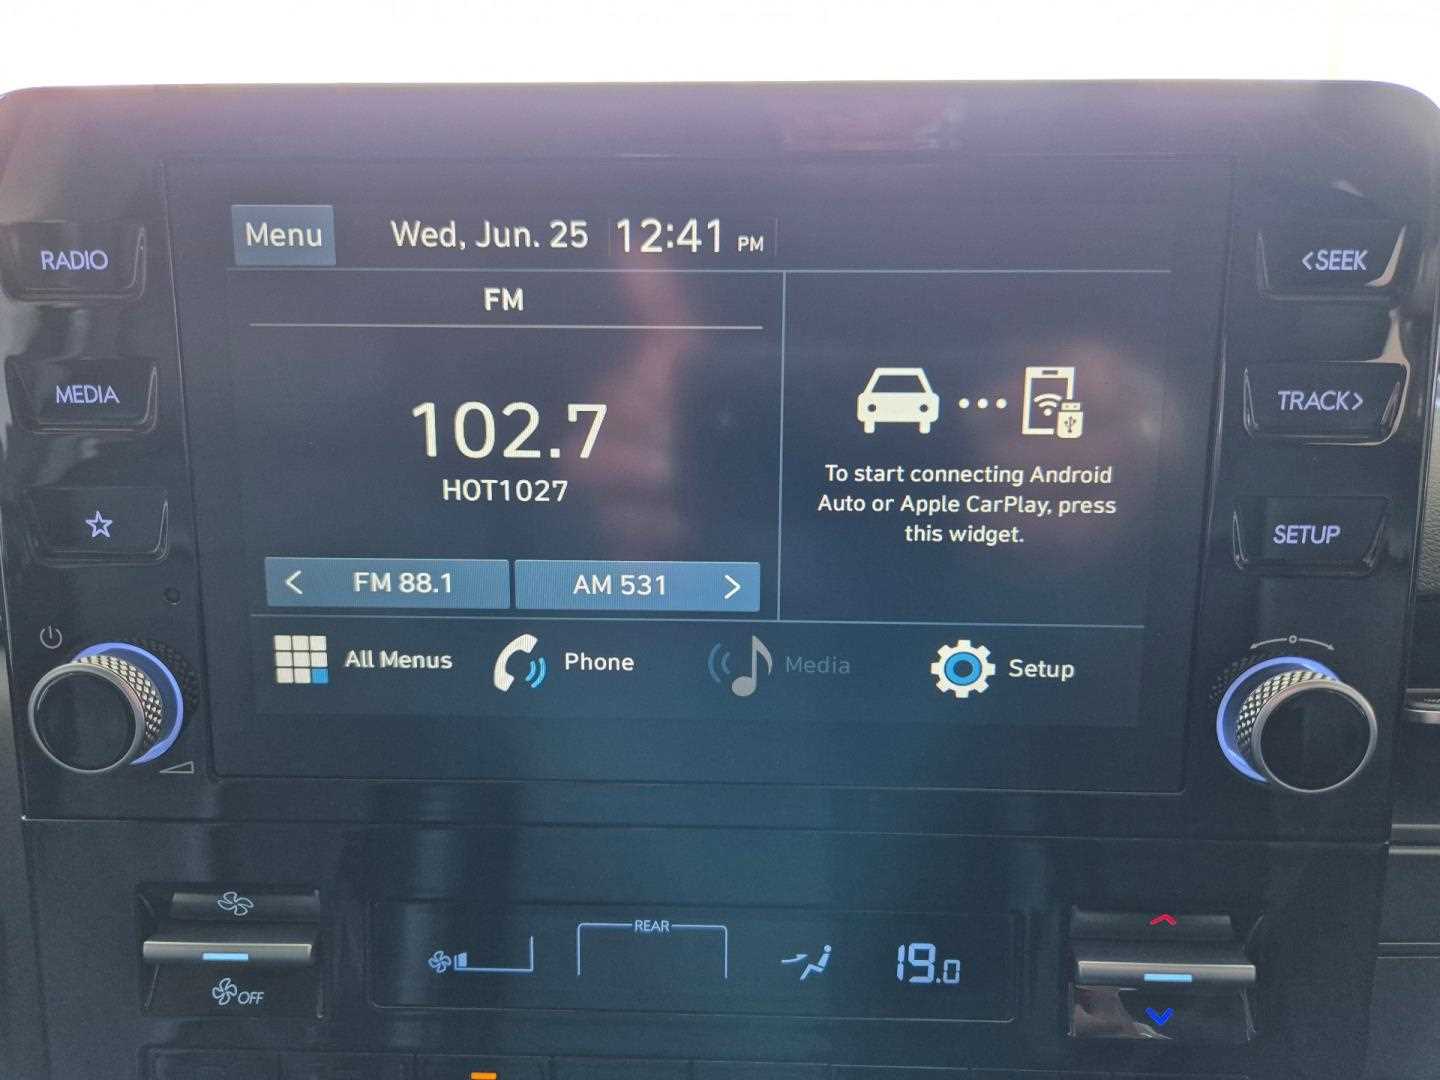 Menu Wed, Jun. 25 12:41 PM
RADIO
MEDIA
FM
102.7
HOT1027
< FM 88.1
AM 531 >
To start connecting Android
Auto or Apple CarPlay, press
this widget.
All Menus Phone Media Setup
<SEEK
TRACK>
SETUP
OFF
REAR
19.0